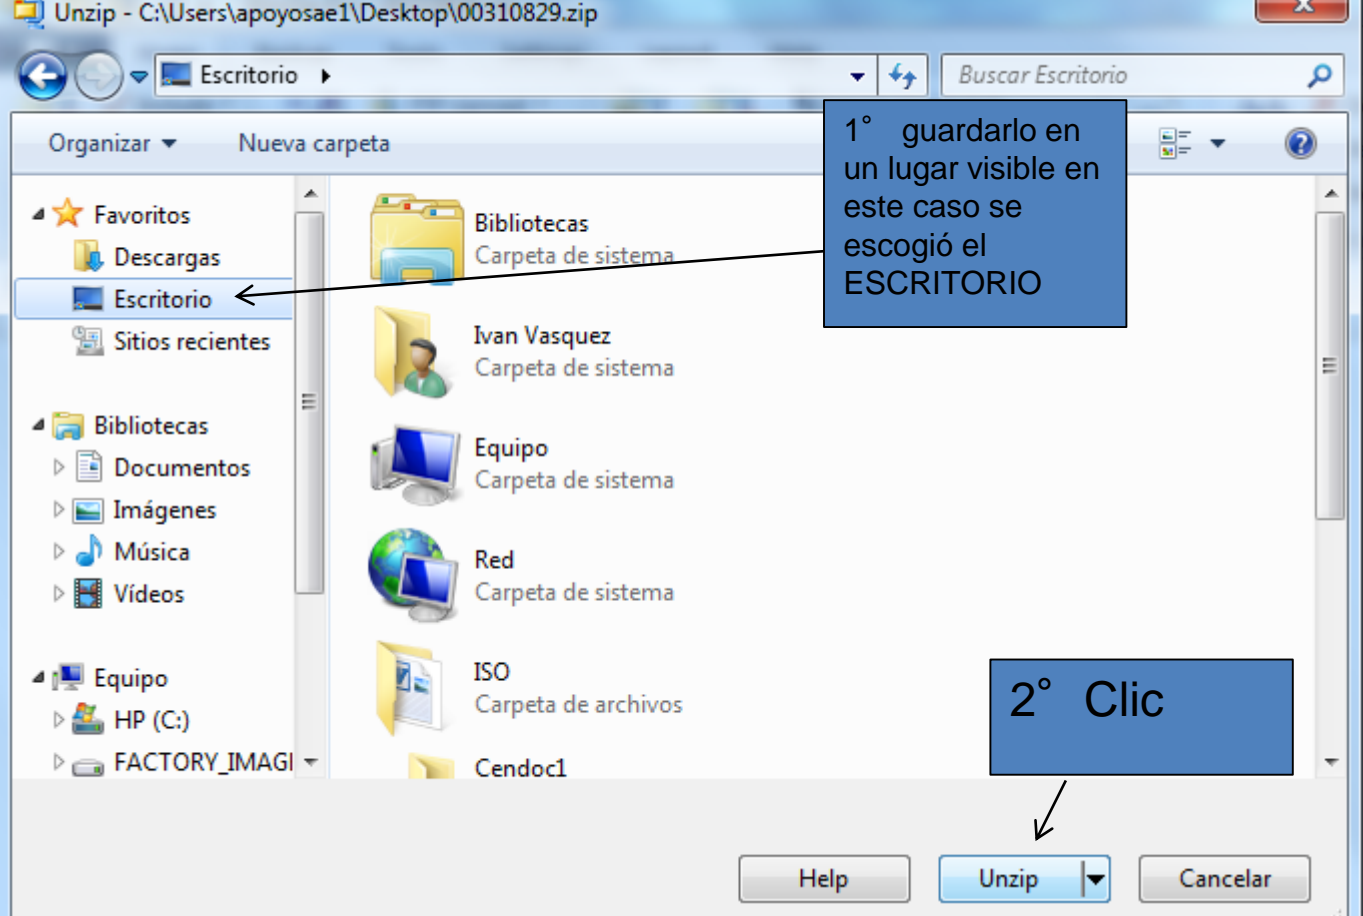 Unzip - C:\Users\apoyosae1\Desktop\00310829.zip
Escritorio
Buscar Escritorio
Organizar
Nueva carpeta
1° guardarlo en
un lugar visible en
este caso se
escogió el
ESCRITORIO
Favoritos
Descargas
Escritorio
Sitios recientes
Bibliotecas
Documentos
Imágenes
Música
Vídeos
Equipo
HP (C:)
FACTORY_IMAGI
Bibliotecas
Carpeta de sistema
Ivan Vasquez
Carpeta de sistema
Equipo
Carpeta de sistema
Red
Carpeta de sistema
ISO
Carpeta de archivos
Cendoc1
2° Clic
Help
Unzip
Cancelar